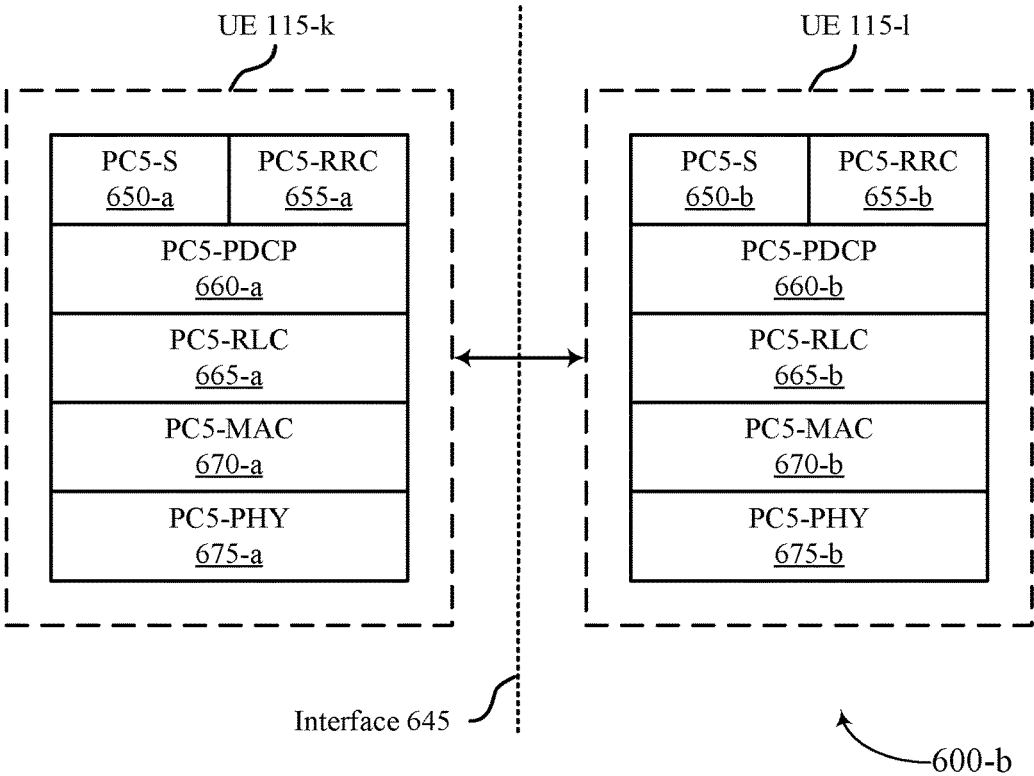 UE 115-k
UE 115-l
PC5-S
650-a
PC5-RRC
655-a
PC5-PDCP
660-a
PC5-RLC
665-a
PC5-MAC
670-a
PC5-PHY
675-a
PC5-S
650-b
PC5-RRC
655-b
PC5-PDCP
660-b
PC5-RLC
665-b
PC5-MAC
670-b
PC5-PHY
675-b
Interface 645
600-b